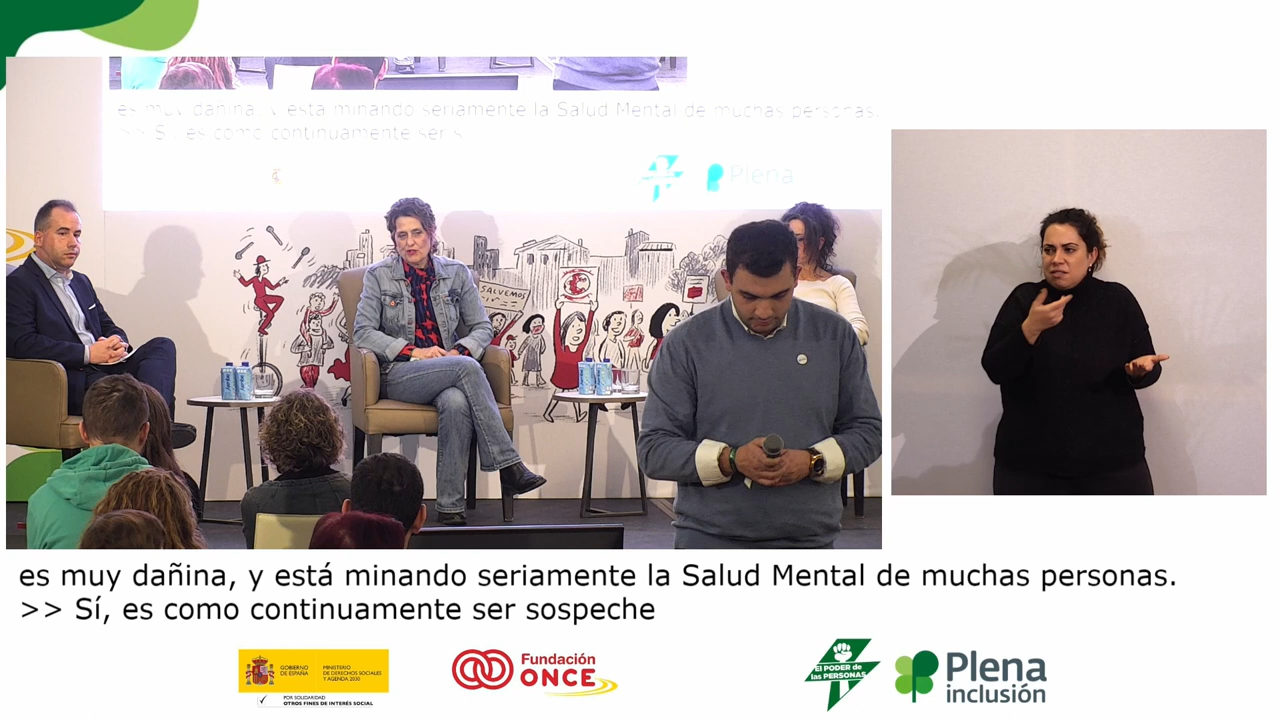 es muy dañina, y está minando seriamente la Salud Mental de muchas personas.
>> Sí, es como continuamente ser s
Plena
SALVEMOS
es muy dañina, y está minando seriamente la Salud Mental de muchas personas.
>> Sí, es como continuamente ser sospeche
GOBIERNO
DE ESPAÑA
MINISTERIO
DE DERECHOS SOCIALES
Y AGENDA 2030
POR SOLIDARIDAD
OTROS FINES DE INTERÉS SOCIAL
Fundación
ONCE
EL PODER de
las PERSONAS
Plena
inclusión